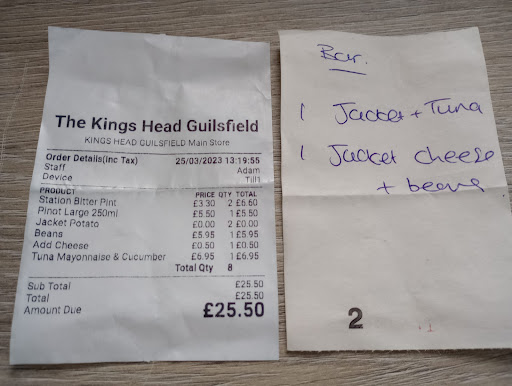 The Kings Head Guilsfield
KINGS HEAD GUILSFIELD Main Store
Order Details(inc Tax) 25/03/2023 13:19:55
Staff Adam
Device Till1
PRODUCT PRICE QTY TOTAL
Station Bitter Pint £3.30 2 £6.60
Pinot Large 250ml £5.50 1 £5.50
Jacket Potato £0.00 2 £0.00
Beans £5.95 1 £5.95
Add Cheese £0.50 1 £0.50
Tuna Mayonnaise & Cucumber £6.95 1 £6.95
Total Qty 8
Sub Total £25.50
Total £25.50
Amount Due £25.50
Bar.
1 Jacket + Tuna
1 Jacket cheese
+ beans
2 1